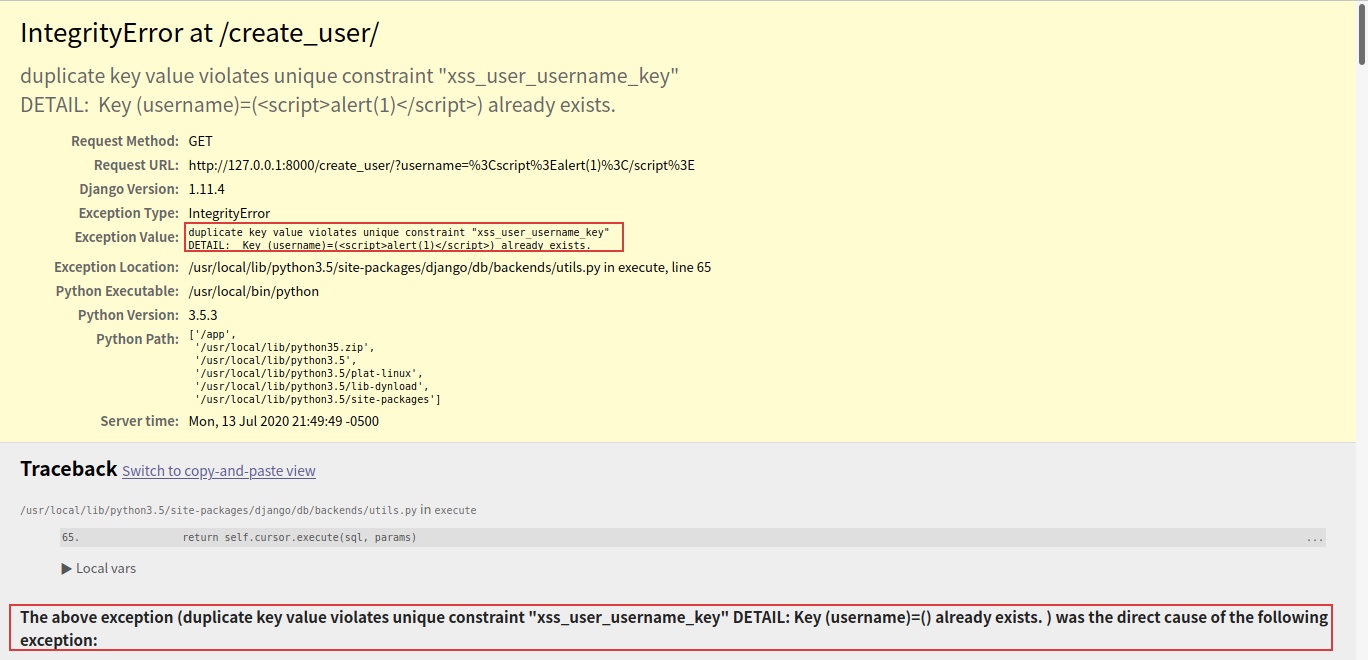 IntegrityError at /create_user/
duplicate key value violates unique constraint "xss_user_username_key"
DETAIL:  Key (username)=(<script>alert(1)</script>) already exists.
Request Method: GET
Request URL: http://127.0.0.1:8000/create_user/?username=%3Cscript%3Ealert(1)%3C/script%3E
Django Version: 1.11.4
Exception Type: IntegrityError
Exception Value: duplicate key value violates unique constraint "xss_user_username_key"
DETAIL:  Key (username)=(<script>alert(1)</script>) already exists.
Exception Location: /usr/local/lib/python3.5/site-packages/django/db/backends/utils.py in execute, line 65
Python Executable: /usr/local/bin/python
Python Version: 3.5.3
Python Path: ['/app',
'/usr/local/lib/python35.zip',
'/usr/local/lib/python3.5',
'/usr/local/lib/python3.5/plat-linux',
'/usr/local/lib/python3.5/lib-dynload',
'/usr/local/lib/python3.5/site-packages']
Server time: Mon, 13 Jul 2020 21:49:49 -0500
Traceback Switch to copy-and-paste view
/usr/local/lib/python3.5/site-packages/django/db/backends/utils.py in execute
65. return self.cursor.execute(sql, params) ...
▶ Local vars
The above exception (duplicate key value violates unique constraint "xss_user_username_key" DETAIL: Key (username)=() already exists. ) was the direct cause of the following
exception: